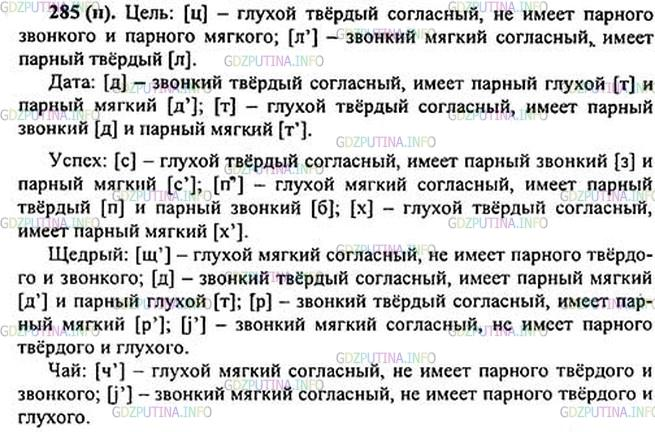 285 (н). Цель: [ц] – глухой твёрдый согласный, не имеет парного
звонкого и парного мягкого; [л’] – звонкий мягкий согласный, имеет
парный твёрдый [л].
Дата: [д] – звонкий твёрдый согласный, имеет парный глухой [т] и
парный мягкий [д’]; [т] – глухой твёрдый согласный, имеет парный
звонкий [д] и парный мягкий [т’].
Успех: [с] – глухой твёрдый согласный, имеет парный звонкий [з] и
парный мягкий [с’]; [п’] – глухой мягкий согласный, имеет парный
твёрдый [п] и парный звонкий [б]; [х] – глухой твёрдый согласный,
имеет парный мягкий [х’].
Щедрый: [щ’] – глухой мягкий согласный, не имеет парного твёрдо-
го и звонкого; [д] – звонкий твёрдый согласный, имеет парный мягкий
[д’] и парный глухой [т]; [р] – звонкий твёрдый согласный, имеет пар-
ный мягкий [р’]; [j’] – звонкий мягкий согласный, не имеет парного
твёрдого и глухого.
Чай: [ч’] – глухой мягкий согласный, не имеет парного твёрдого и
звонкого; [j’] – звонкий мягкий согласный, не имеет парного твёрдого и
глухого.
GDZPUTINA.INFO